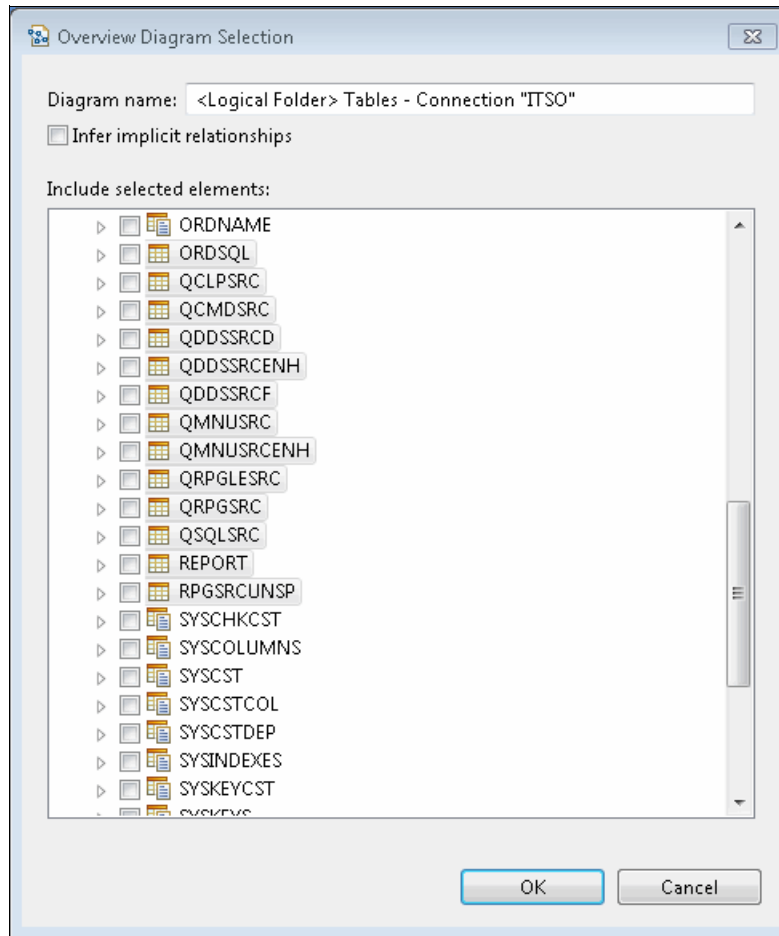 Overview Diagram Selection
Diagram name: <Logical Folder> Tables - Connection "ITSO"
Infer implicit relationships
Include selected elements:
ORDNAME
ORDSQL
QCLPSRC
QCMDSRC
QDDSSRCD
QDDSSRCENH
QDDSSRCF
QMNUSRC
QMNUSRCENH
QRPGLESRC
QRPGSRC
QSQLSRC
REPORT
RPGSRCUNSP
SYSCHKCST
SYSCOLUMNS
SYSCST
SYSCSTCOL
SYSCSTDEP
SYSINDEXES
SYSKEYCST
SYSKEYS
OK Cancel